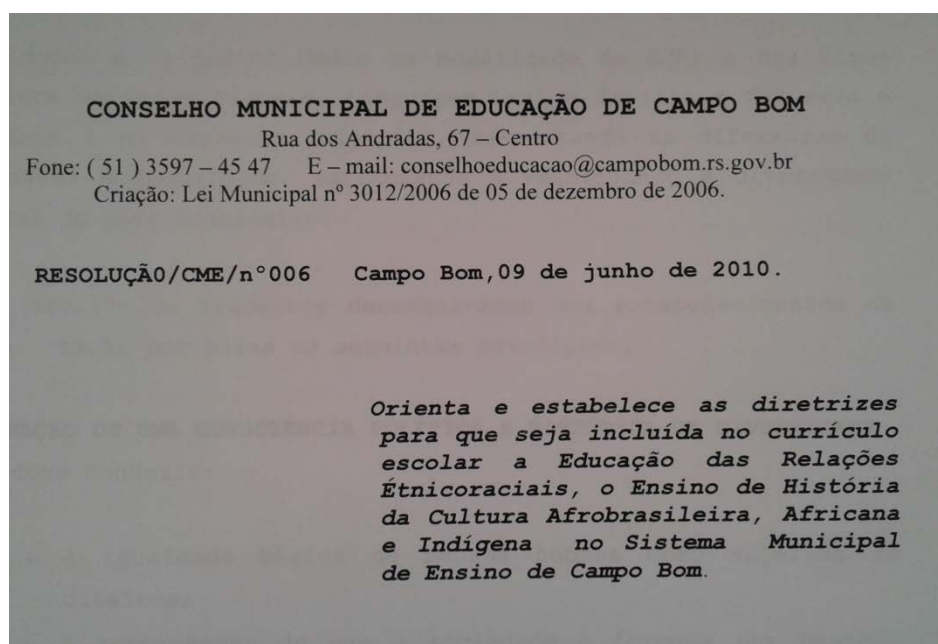 CONSELHO MUNICIPAL DE EDUCAÇÃO DE CAMPO BOM
Rua dos Andradas, 67 – Centro
Fone: ( 51 ) 3597 – 45 47 E – mail: conselhoeducacao@campobom.rs.gov.br
Criação: Lei Municipal nº 3012/2006 de 05 de dezembro de 2006.
RESOLUÇÃ0/CME/n°006 Campo Bom,09 de junho de 2010.
Orienta e estabelece as diretrizes
para que seja incluída no currículo
escolar a Educação das Relações
Étnicoraciais, o Ensino de História
da Cultura Afrobrasileira, Africana
e Indígena no Sistema Municipal
de Ensino de Campo Bom.